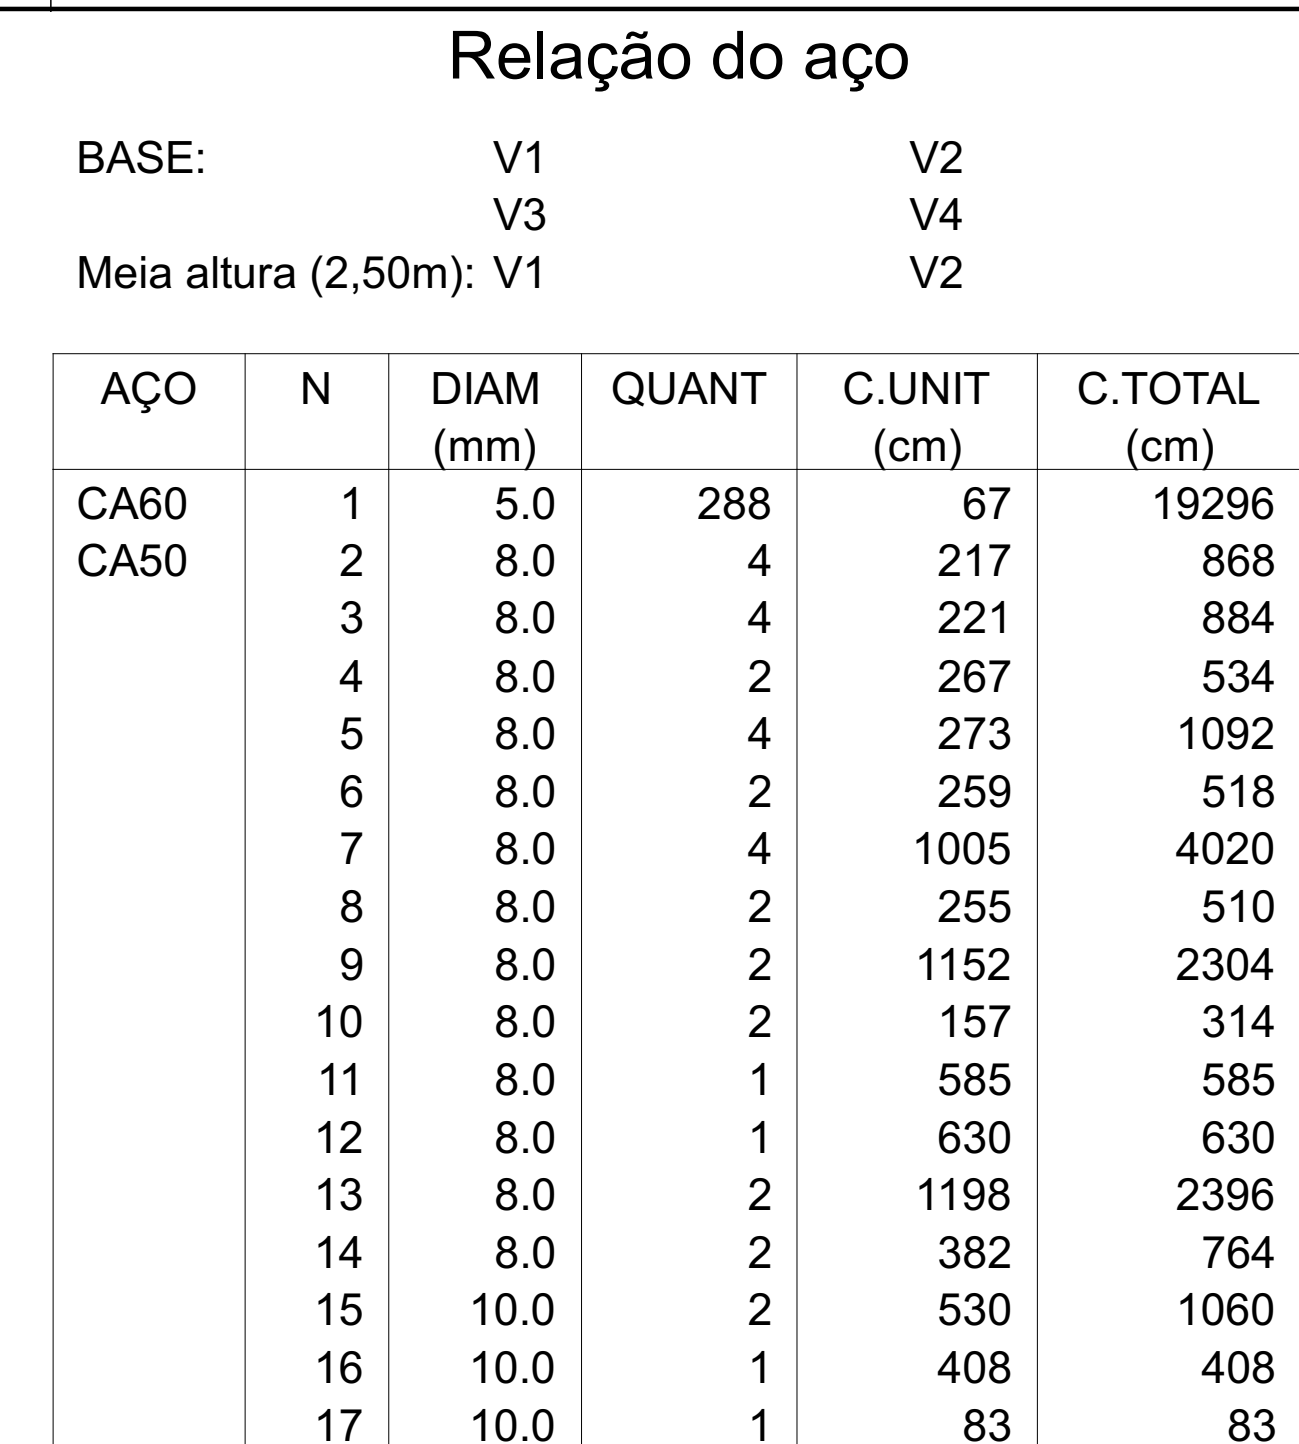 Relação do aço
BASE: V1 V2
V3 V4
Meia altura (2,50m): V1 V2
AÇO N DIAM QUANT C.UNIT C.TOTAL
(mm) (cm) (cm)
CA60 1 5.0 288 67 19296
CA50 2 8.0 4 217 868
3 8.0 4 221 884
4 8.0 2 267 534
5 8.0 4 273 1092
6 8.0 2 259 518
7 8.0 4 1005 4020
8 8.0 2 255 510
9 8.0 2 1152 2304
10 8.0 2 157 314
11 8.0 1 585 585
12 8.0 1 630 630
13 8.0 2 1198 2396
14 8.0 2 382 764
15 10.0 2 530 1060
16 10.0 1 408 408
17 10.0 1 83 83